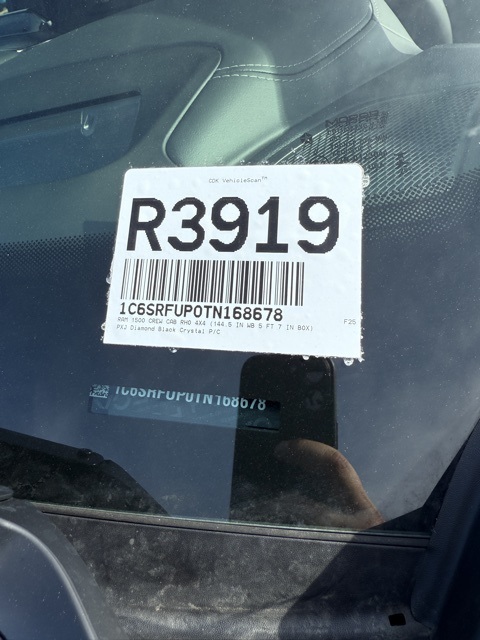 CDK VehicleScan™
R3919
1C6SRFUP0TN168678
RAM 1500 CREW CAB RHO 4X4 (144.5 IN WB 5 FT 7 IN BOX)
F25
PXJ Diamond Black Crystal P/C
1C6SRFUP0TN168678